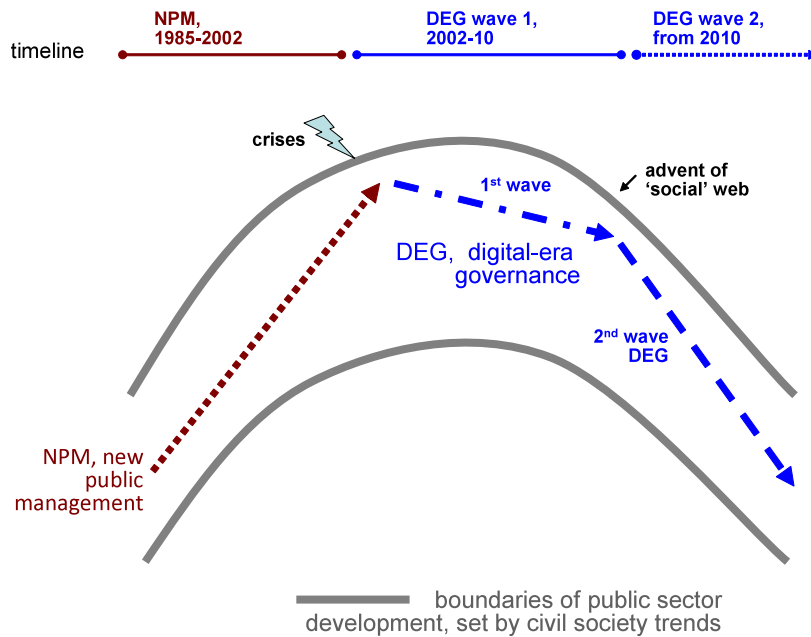 NPM,
1985-2002
DEG wave 1,
2002-10
DEG wave 2,
from 2010
timeline
crises
advent of
‘social’ web
1st wave
DEG, digital-era
governance
2nd wave
DEG
NPM, new
public
management
boundaries of public sector
development, set by civil society trends